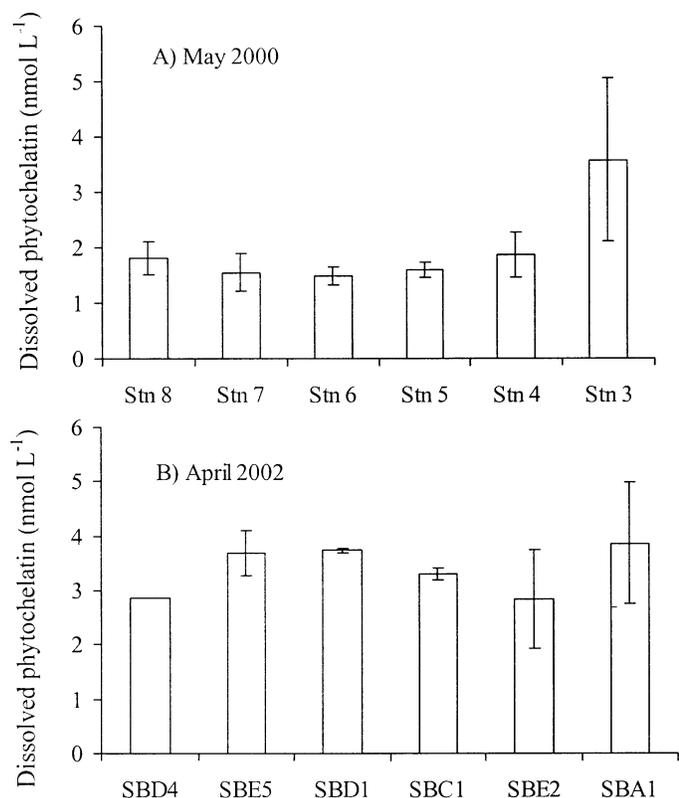 Dissolved phytochelatin (nmol L⁻¹)
6
5
4
3
2
1
0
A) May 2000
Stn 8 Stn 7 Stn 6 Stn 5 Stn 4 Stn 3
Dissolved phytochelatin (nmol L⁻¹)
6
5
4
3
2
1
0
B) April 2002
SBD4 SBE5 SBD1 SBC1 SBE2 SBA1